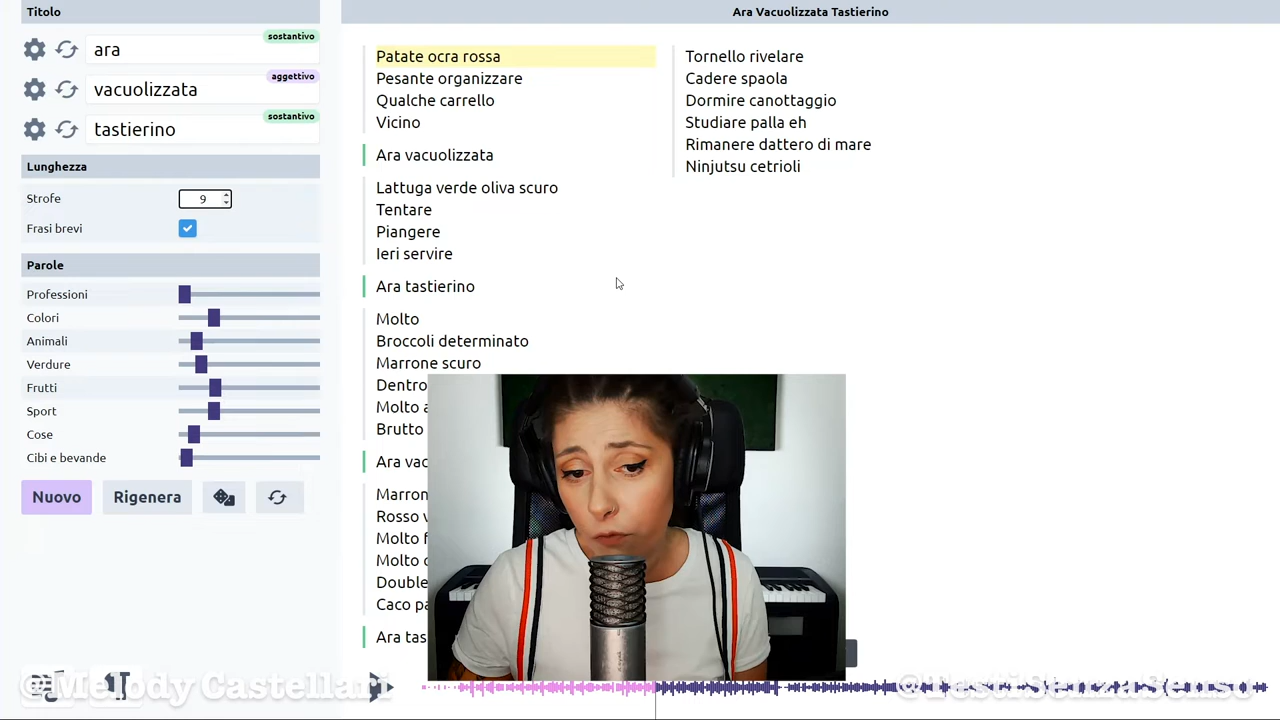 Titolo
ara
sostantivo
vacuolizzata
aggettivo
tastierino
sostantivo
Lunghezza
Strofe
9
Frasi brevi
Parole
Professioni
Colori
Animali
Verdure
Frutti
Sport
Cose
Cibi e bevande
Nuovo
Rigenera
Ara Vacuolizzata Tastierino
Patate ocra rossa
Pesante organizzare
Qualche carrello
Vicino
Ara vacuolizzata
Lattuga verde oliva scuro
Tentare
Piangere
Ieri servire
Ara tastierino
Molto
Broccoli determinato
Marrone scuro
Dentro
Molto a
Brutto
Ara vac
Marron
Rosso v
Molto f
Molto
Double
Caco pa
Ara tas
Tornello rivelare
Cadere spaola
Dormire canottaggio
Studiare palla eh
Rimanere dattero di mare
Ninjutsu cetrioli
@MelodyCastellari
@TestiSenzaSenso